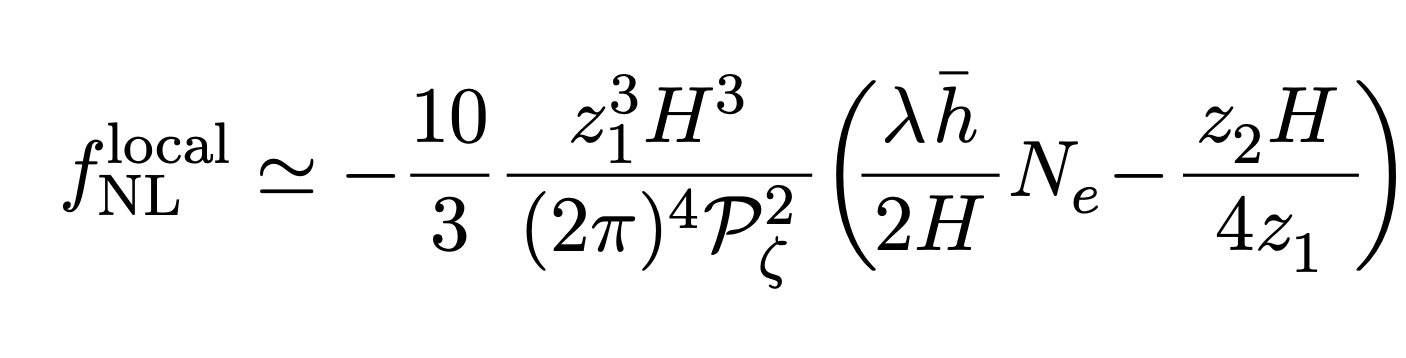 f_{\rm NL}^{\rm local} \simeq -\frac{10}{3} \frac{z_1^3 H^3}{(2\pi)^4 \mathcal{P}_\zeta^2} \left( \frac{\lambda \bar{h}}{2H} N_e - \frac{z_2 H}{4 z_1} \right)